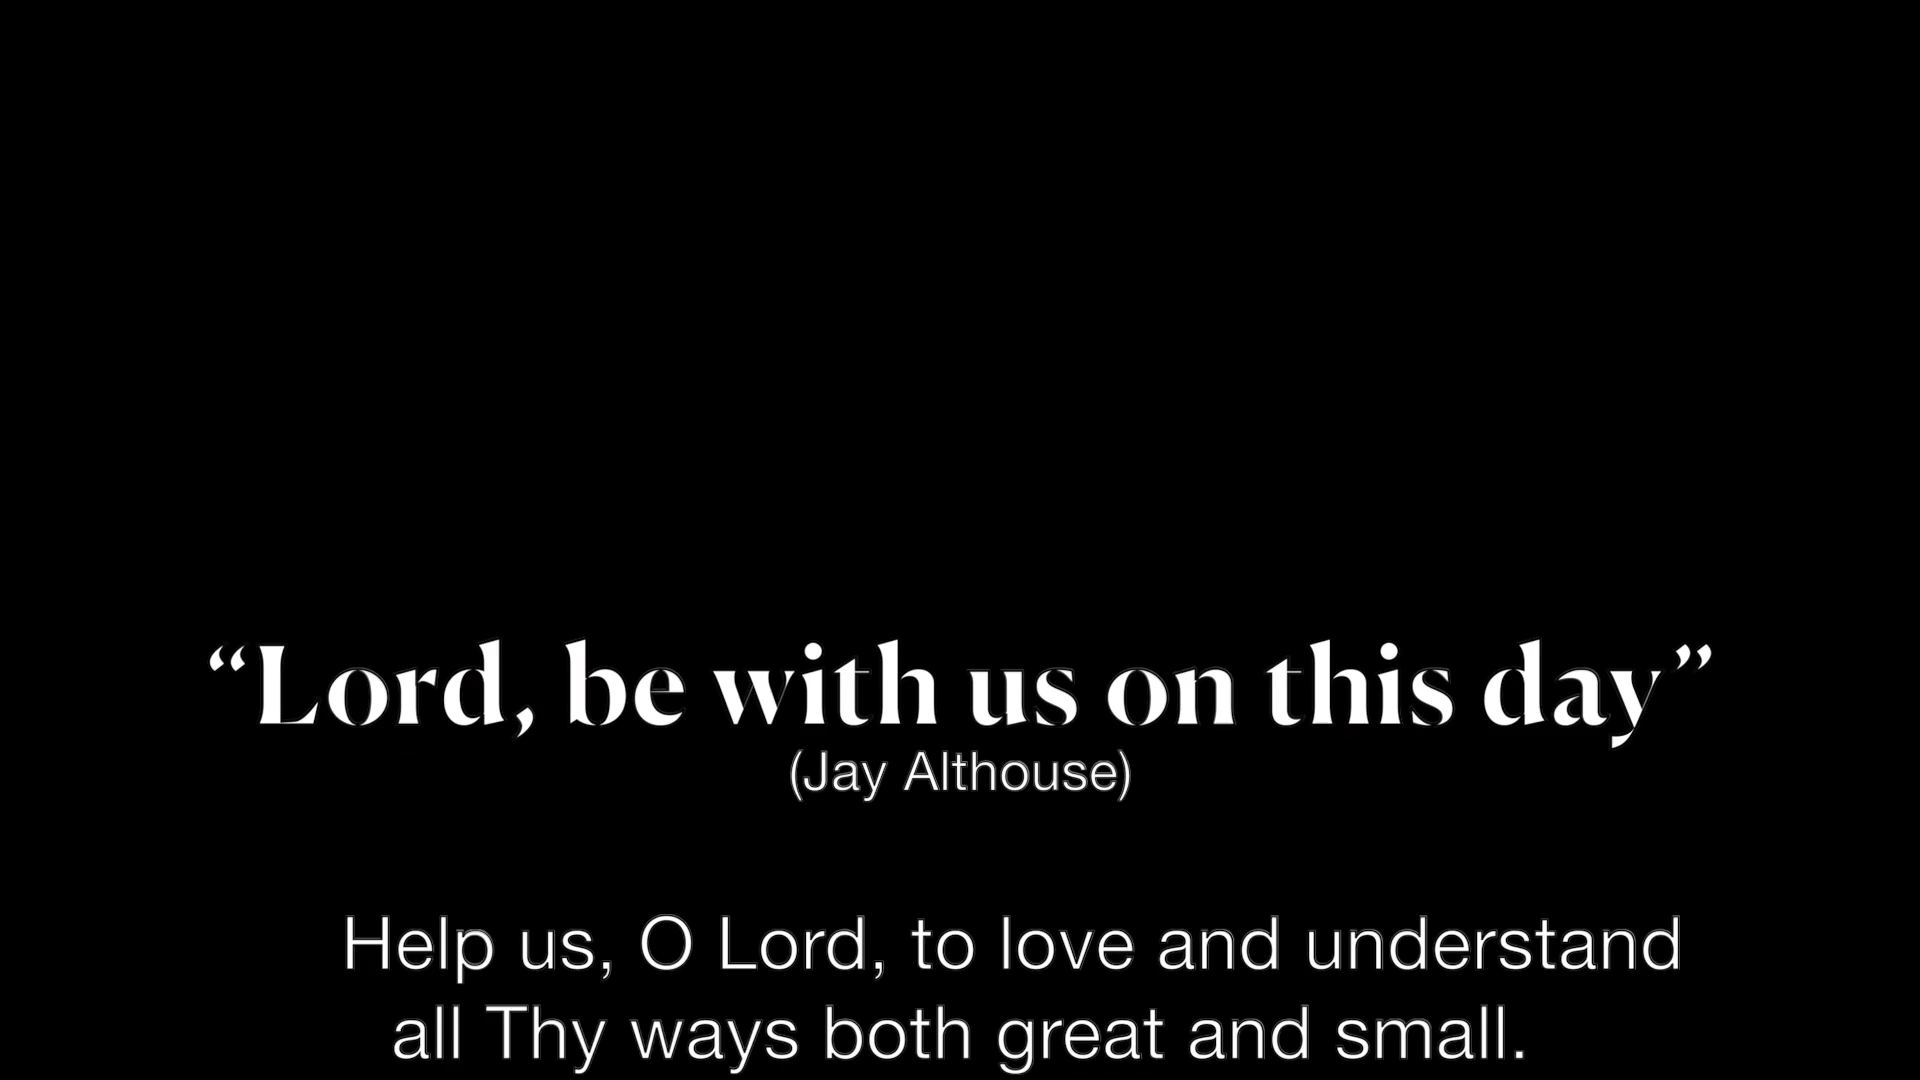 “Lord, be with us on this day”
(Jay Althouse)
Help us, O Lord, to love and understand
all Thy ways both great and small.